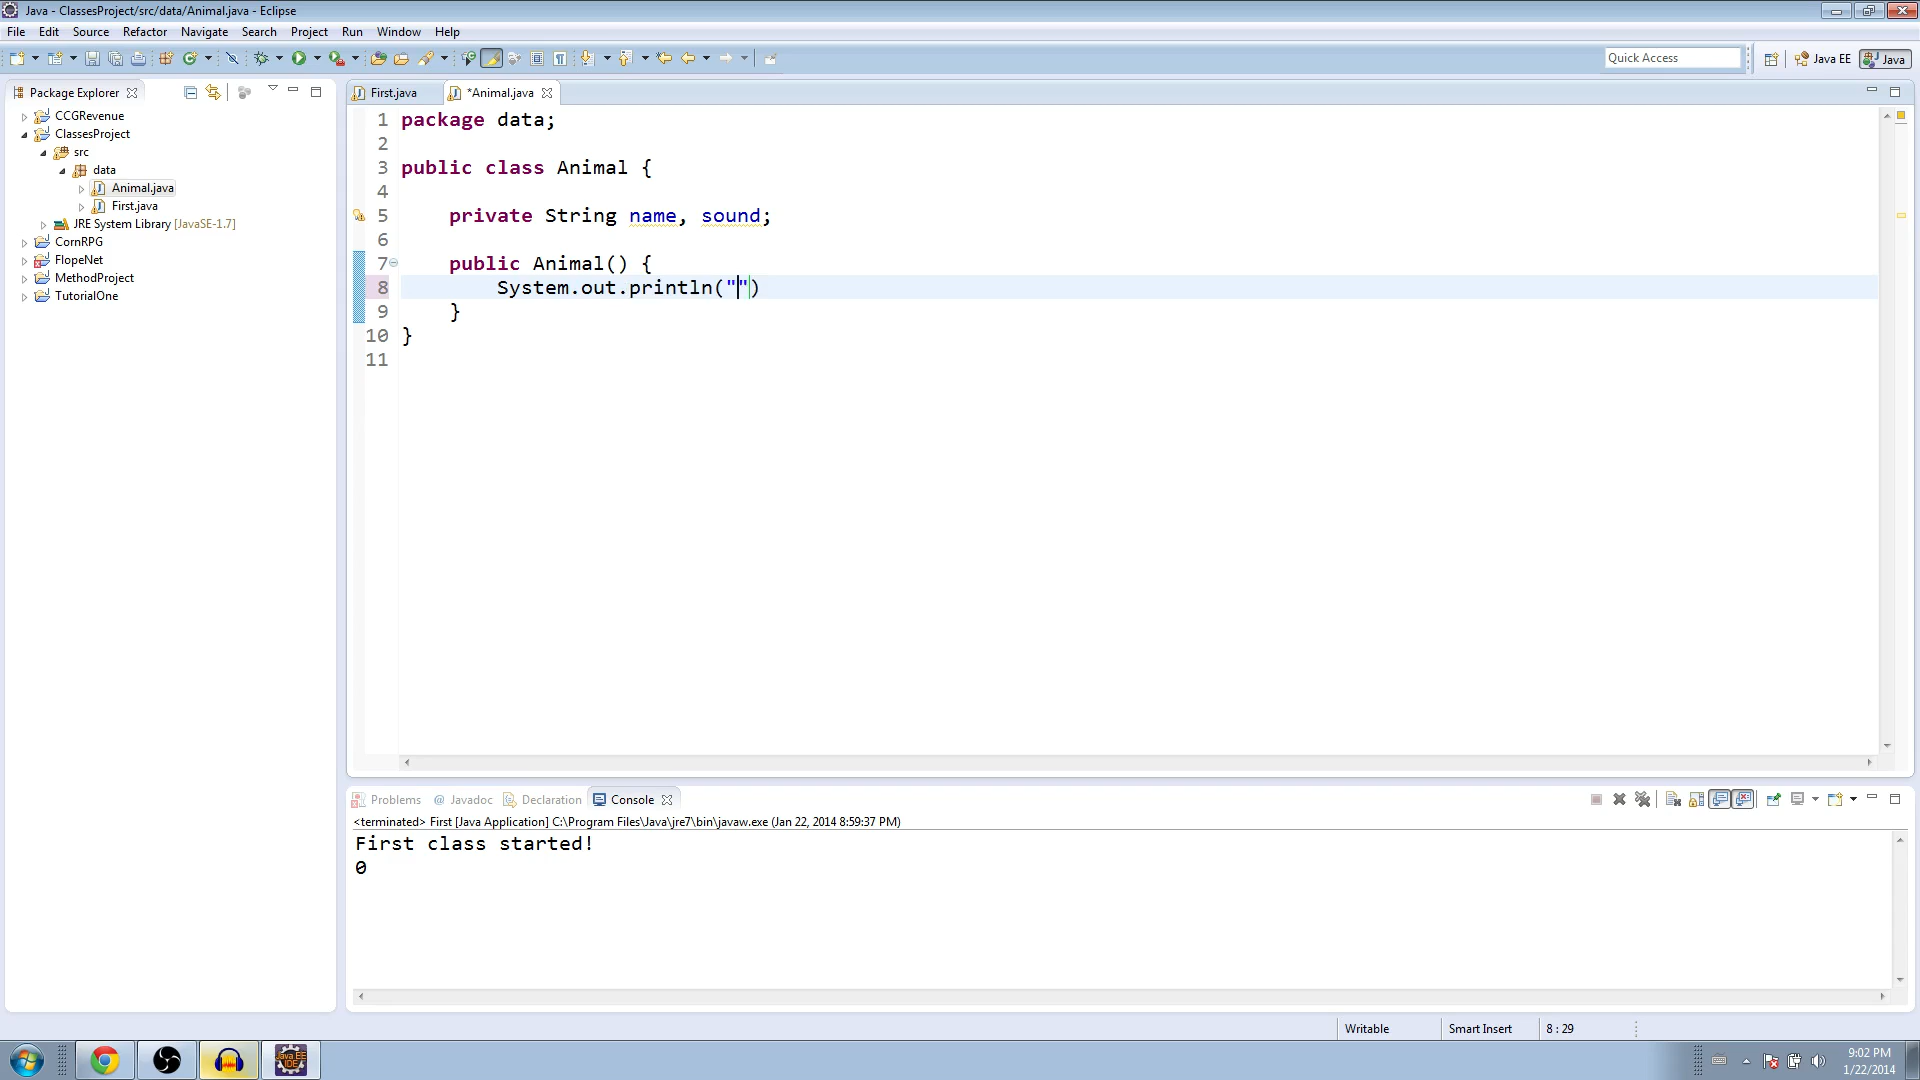 Java - ClassesProject/src/data/Animal.java - Eclipse
File Edit Source Refactor Navigate Search Project Run Window Help
Quick Access
Java EE
Java
Package Explorer
CCGRevenue
ClassesProject
src
data
Animal.java
First.java
JRE System Library [JavaSE-1.7]
CornRPG
FlopeNet
MethodProject
TutorialOne
First.java
*Animal.java
1 package data;
2
3 public class Animal {
4
5 private String name, sound;
6
7 public Animal() {
8 System.out.println("")
9 }
10 }
11
Problems @ Javadoc Declaration Console
<terminated> First [Java Application] C:\Program Files\Java\jre7\bin\javaw.exe (Jan 22, 2014 8:59:37 PM)
First class started!
0
Writable Smart Insert 8 : 29
Java EE
IDE
9:02 PM
1/22/2014